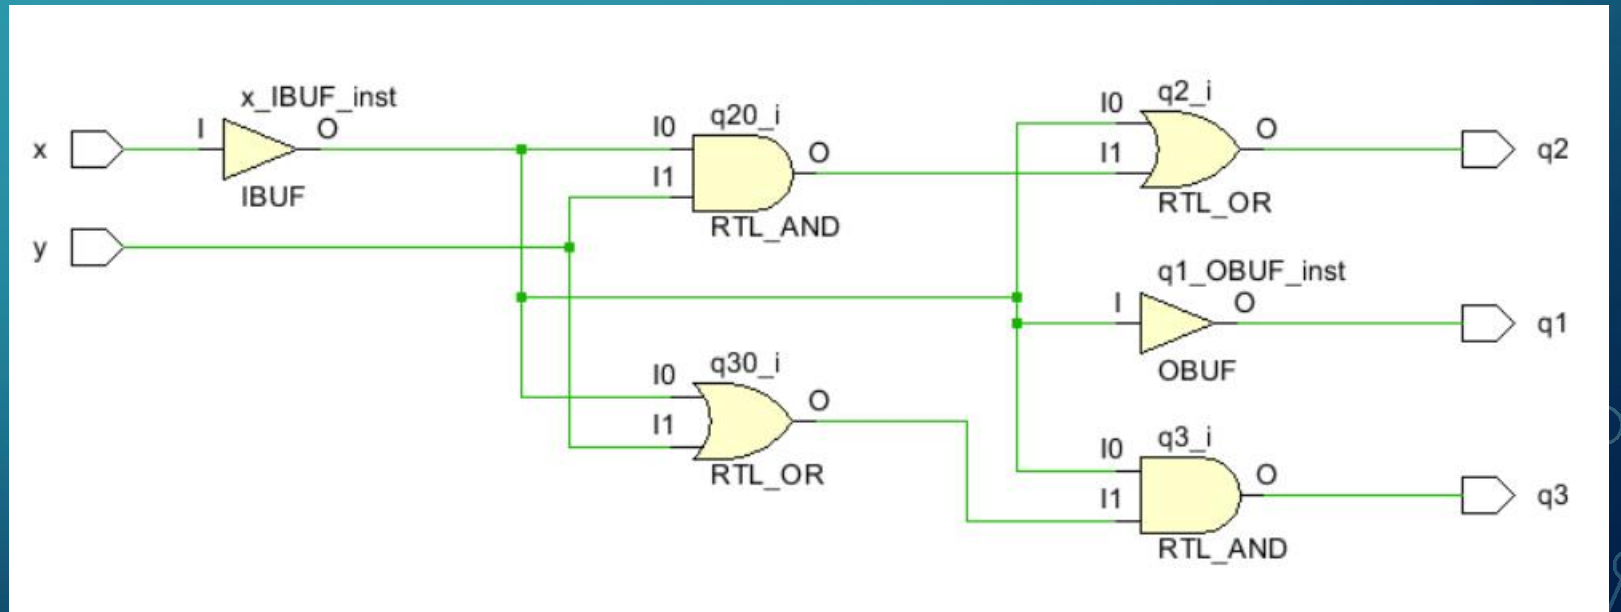 x
I
x_IBUF_inst
O
IBUF
y
I0
I1
q20_i
O
RTL_AND
I0
I1
q30_i
O
RTL_OR
I0
I1
q2_i
O
RTL_OR
q2
I
q1_OBUF_inst
O
OBUF
q1
I0
I1
q3_i
O
RTL_AND
q3